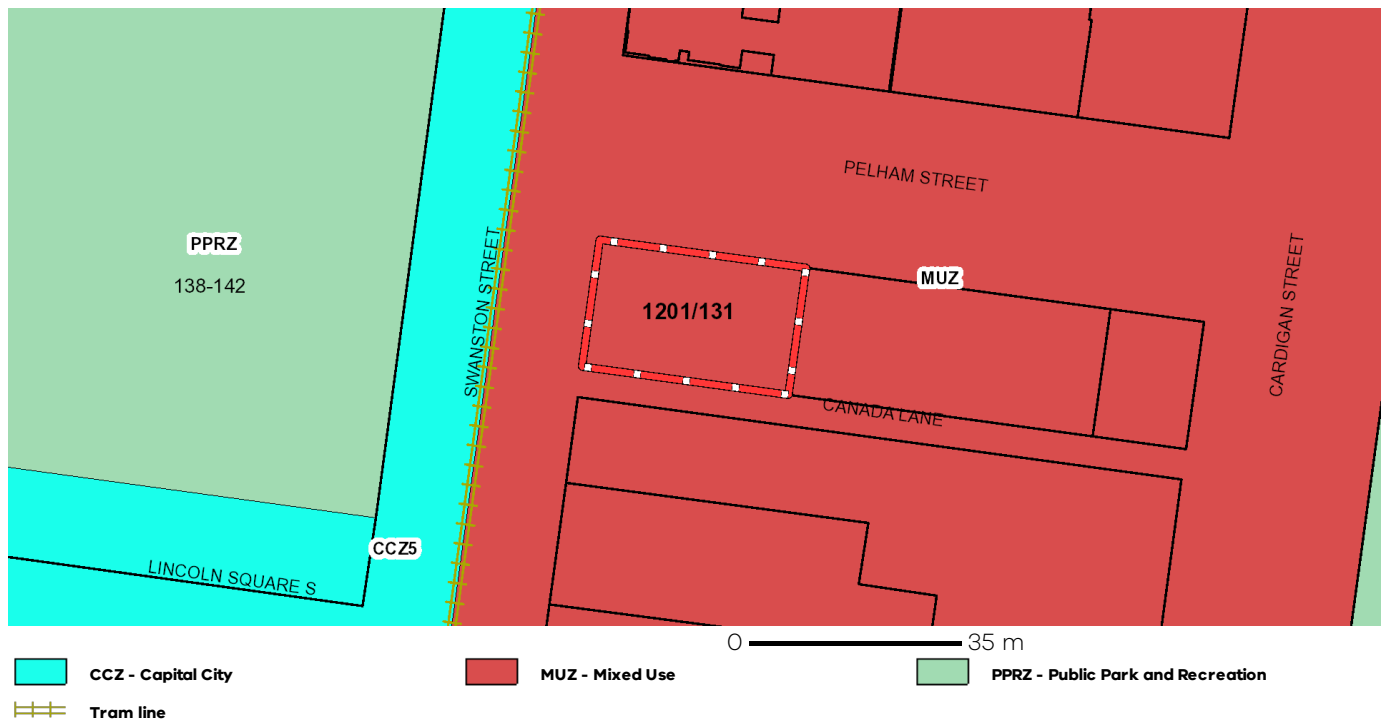 PELHAM STREET
PPRZ
138-142
SWANSTON STREET
CARDIGAN STREET
MUZ
1201/131
CANADA LANE
CCZ5
LINCOLN SQUARE S
0 35 m
CCZ - Capital City
MUZ - Mixed Use
PPRZ - Public Park and Recreation
Tram line